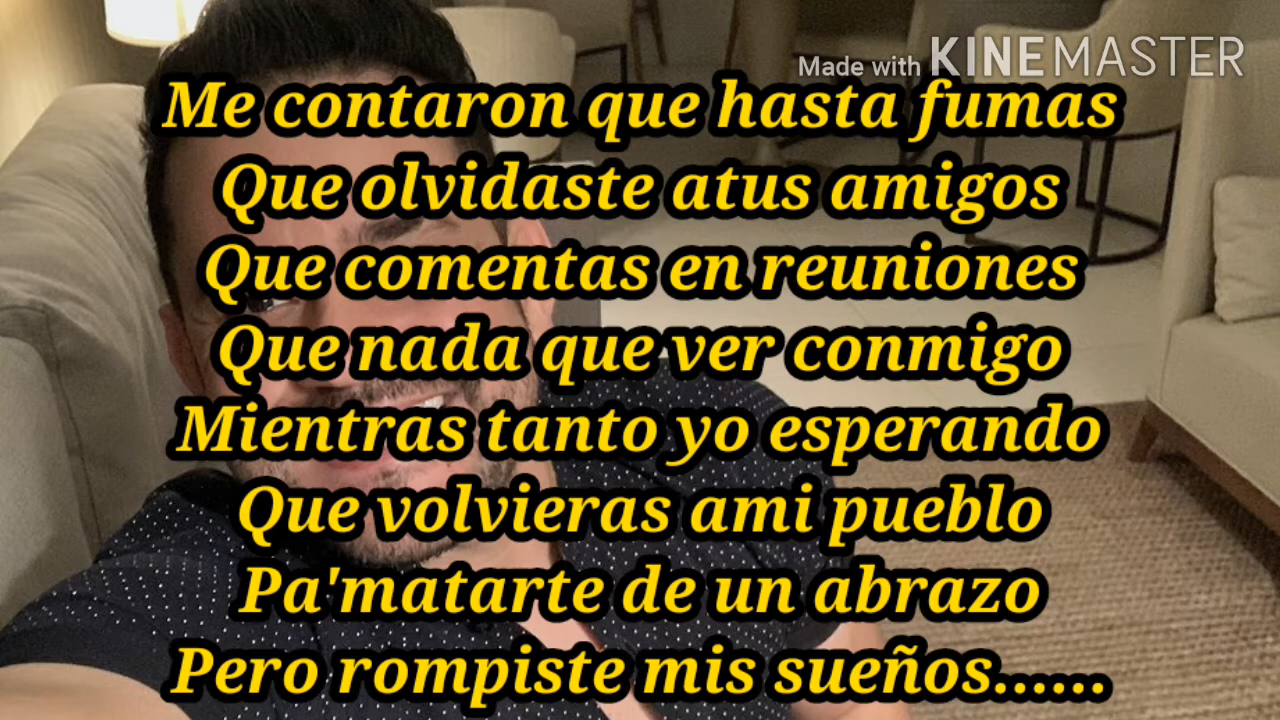 Made with KINEMASTER
Me contaron que hasta fumas
Que olvidaste atus amigos
Que comentas en reuniones
Que nada que ver conmigo
Mientras tanto yo esperando
Que volvieras ami pueblo
Pa'matarte de un abrazo
Pero rompiste mis sueños......